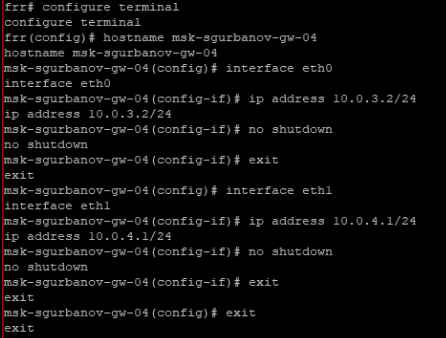 frr# configure terminal
configure terminal
frr(config)# hostname msk-sgurbanov-gw-04
hostname msk-sgurbanov-gw-04
msk-sgurbanov-gw-04(config)# interface eth0
interface eth0
msk-sgurbanov-gw-04(config-if)# ip address 10.0.3.2/24
ip address 10.0.3.2/24
msk-sgurbanov-gw-04(config-if)# no shutdown
no shutdown
msk-sgurbanov-gw-04(config-if)# exit
exit
msk-sgurbanov-gw-04(config)# interface eth1
interface eth1
msk-sgurbanov-gw-04(config-if)# ip address 10.0.4.1/24
ip address 10.0.4.1/24
msk-sgurbanov-gw-04(config-if)# no shutdown
no shutdown
msk-sgurbanov-gw-04(config-if)# exit
exit
msk-sgurbanov-gw-04(config)# exit
exit